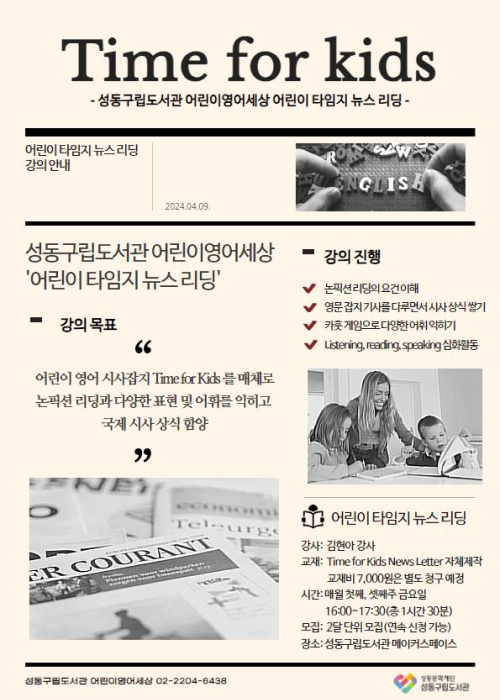 Time for kids
- 성동구립도서관 어린이영어세상 어린이 타임지 뉴스 리딩 -
어린이 타임지 뉴스 리딩
강의 안내
2024.04.09.
ENGLISH
성동구립도서관 어린이영어세상
'어린이 타임지 뉴스 리딩'
강의 목표
“
어린이 영어 시사잡지 Time for Kids 를 매체로
논픽션 리딩과 다양한 표현 및 어휘를 익히고
국제 시사 상식 함양
”
economic
Teleurge
ER COURANT
강의 진행
논픽션 리딩의 요건 이해
영문 잡지 기사를 다루면서 시사 상식 쌓기
카훗 게임으로 다양한 어휘 익히기
Listening, reading, speaking 심화활동
어린이 타임지 뉴스 리딩
강사: 김현아 강사
교재: Time for Kids News Letter 자체제작
교재비 7,000원은 별도 청구 예정
시간: 매월 첫째, 셋째주 금요일
16:00~17:30(총 1시간 30분)
모집: 2달 단위 모집(연속 신청 가능)
장소: 성동구립도서관 메이커스페이스
성동구립도서관 어린이영어세상 02-2204-6438
성동문화재단
성동구립도서관